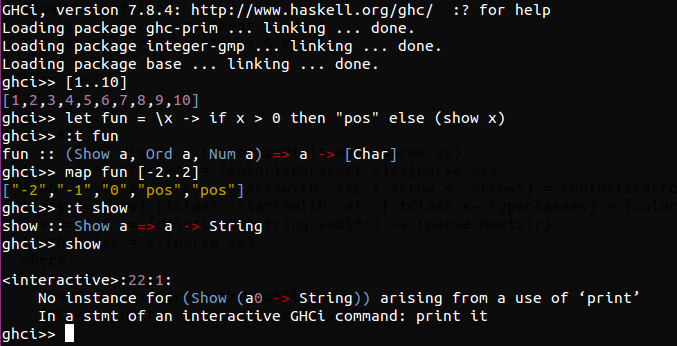 GHCi, version 7.8.4: http://www.haskell.org/ghc/  :? for help
Loading package ghc-prim ... linking ... done.
Loading package integer-gmp ... linking ... done.
Loading package base ... linking ... done.
ghci>> [1..10]
[1,2,3,4,5,6,7,8,9,10]
ghci>> let fun = \x -> if x > 0 then "pos" else (show x)
ghci>> :t fun
fun :: (Show a, Ord a, Num a) => a -> [Char]
ghci>> map fun [-2..2]
["-2","-1","0","pos","pos"]
ghci>> :t show
show :: Show a => a -> String
ghci>> show
<interactive>:22:1:
    No instance for (Show (a0 -> String)) arising from a use of ‘print’
    In a stmt of an interactive GHCi command: print it
ghci>>